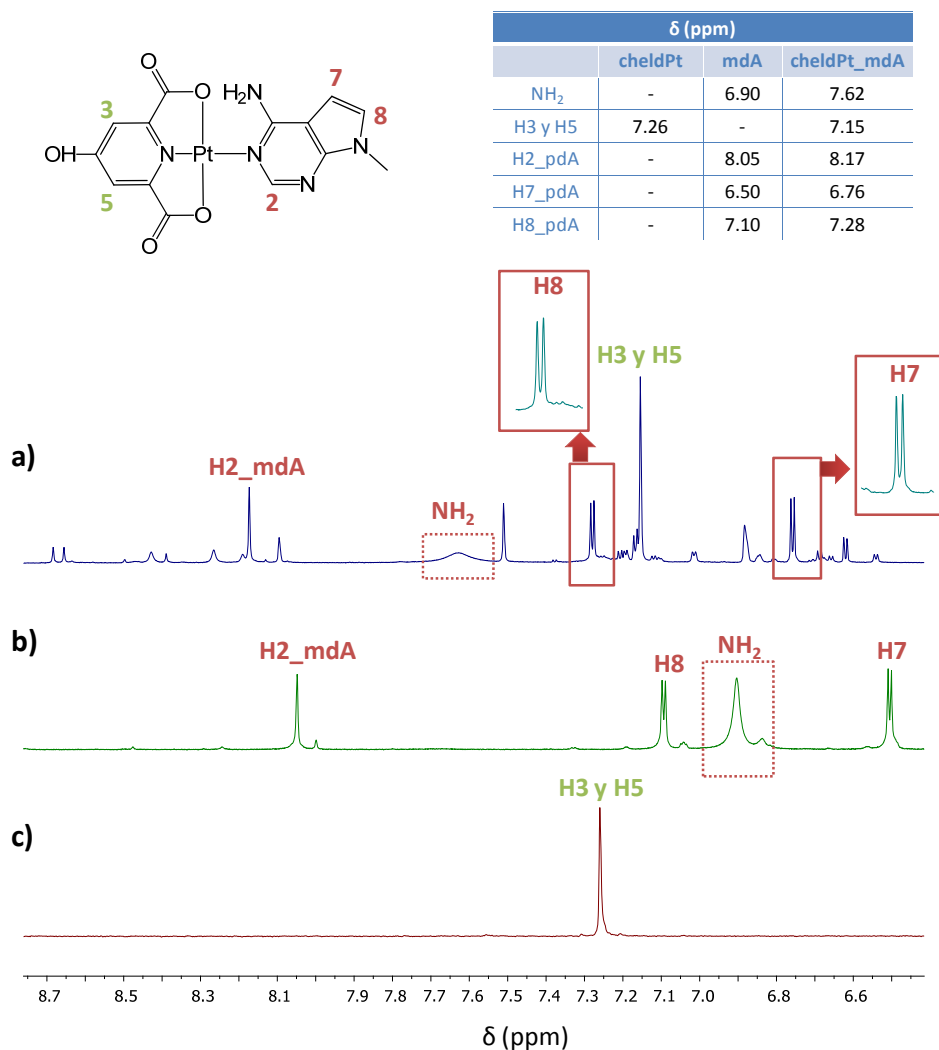 δ (ppm)
cheldPt mdA cheldPt_mdA
NH₂ - 6.90 7.62
H3 y H5 7.26 - 7.15
H2_pdA - 8.05 8.17
H7_pdA - 6.50 6.76
H8_pdA - 7.10 7.28
O
O
3
H₂N
7
8
OH
N
Pt
N
N
N
5
O
O
2
a)
H2_mdA
NH₂
H8
H3 y H5
H7
b)
H2_mdA
H8
NH₂
H7
c)
H3 y H5
8.7 8.5 8.3 8.1 7.9 7.8 7.7 7.6 7.5 7.4 7.3 7.2 7.1 7.0 6.9 6.8 6.6
δ (ppm)